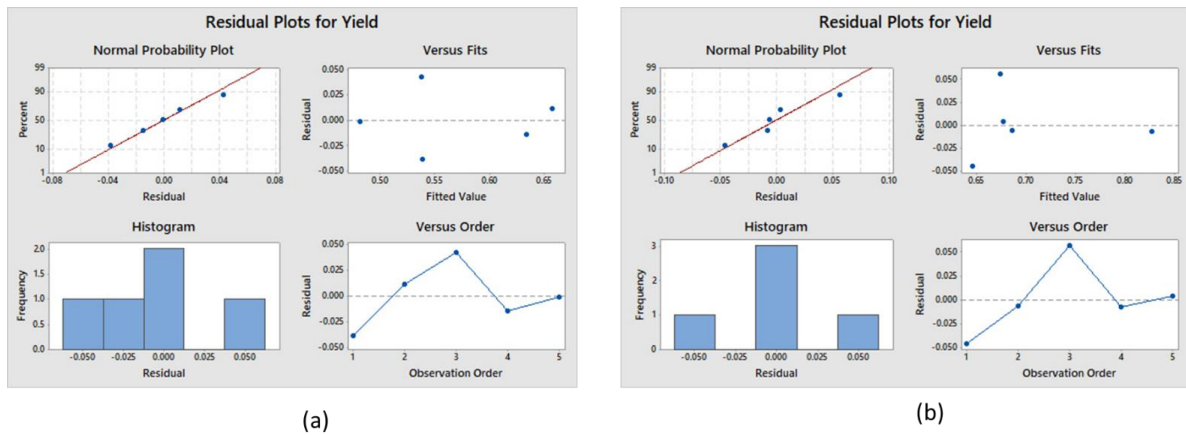 Residual Plots for Yield
Normal Probability Plot
Versus Fits
99
90
50
10
1
Percent
-0.08
-0.04
0.00
0.04
0.08
Residual
0.050
0.025
0.000
-0.025
-0.050
Residual
0.50
0.55
0.60
0.65
Fitted Value
Histogram
Versus Order
2.0
1.5
1.0
0.5
0.0
Frequency
-0.050
-0.025
0.000
0.025
0.050
Residual
0.050
0.025
0.000
-0.025
-0.050
Residual
1
2
3
4
5
Observation Order
(a)
Residual Plots for Yield
Normal Probability Plot
Versus Fits
99
90
50
10
1
Percent
-0.10
-0.05
0.00
0.05
0.10
Residual
0.050
0.025
0.000
-0.025
-0.050
Residual
0.65
0.70
0.75
0.80
0.85
Fitted Value
Histogram
Versus Order
3
2
1
0
Frequency
-0.050
-0.025
0.000
0.025
0.050
Residual
0.050
0.025
0.000
-0.025
-0.050
Residual
1
2
3
4
5
Observation Order
(b)